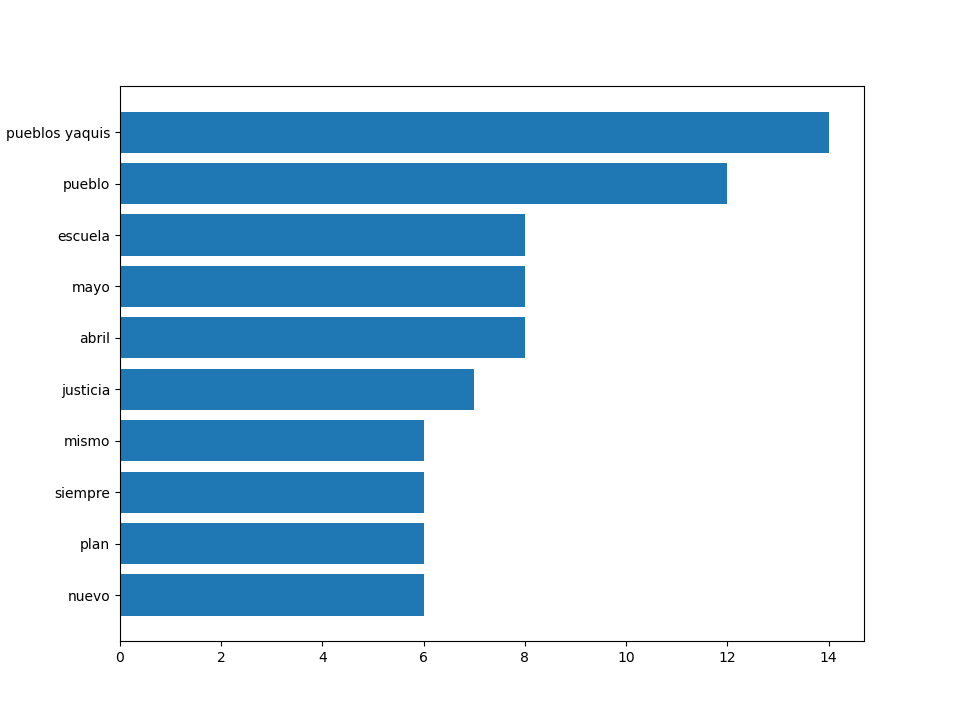 pueblos yaquis
pueblo
escuela
mayo
abril
justicia
mismo
siempre
plan
nuevo
0 2 4 6 8 10 12 14